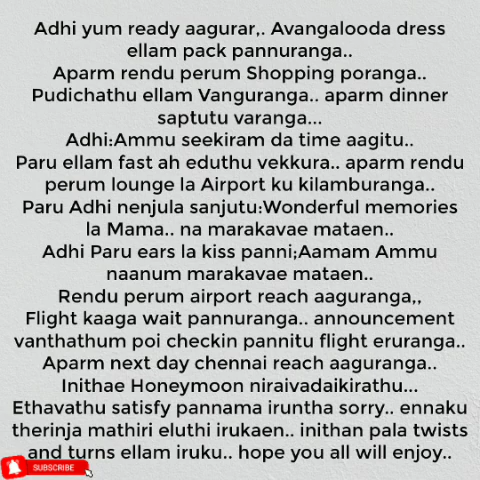 Adhi yum ready aagurar,. Avangalooda dress
ellam pack pannuranga..
Aparm rendu perum Shopping poranga..
Pudichathu ellam Vanguranga.. aparm dinner
saptutu varanga...
Adhi:Ammu seekiram da time aagitu..
Paru ellam fast ah eduthu vekkura.. aparm rendu
perum lounge la Airport ku kilamburanga..
Paru Adhi nenjula sanjutu:Wonderful memories
la Mama.. na marakavae mataen..
Adhi Paru ears la kiss panni;Aamam Ammu
naanum marakavae mataen..
Rendu perum airport reach aaguranga,,
Flight kaaga wait pannuranga.. announcement
vanthathum poi checkin pannitu flight eruranga..
Aparm next day chennai reach aaguranga..
Inithae Honeymoon niraivadaikirathu...
Ethavathu satisfy pannama iruntha sorry.. ennaku
therinja mathiri eluthi irukaen.. inithan pala twists
and turns ellam iruku.. hope you all will enjoy..
SUBSCRIBE